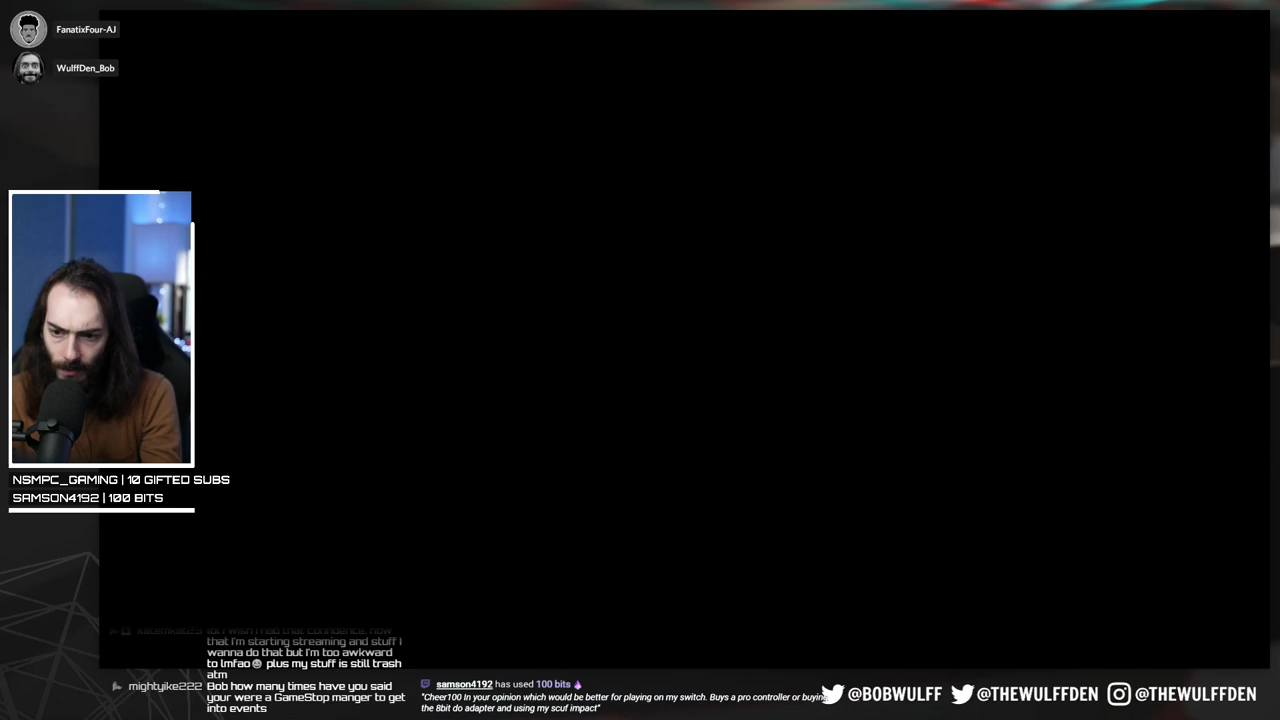 FanatixFour-AJ
WulffDen_Bob
NSMPC_GAMING | 10 GIFTED SUBS
SAMSON4192 | 100 BITS
that I'm starting streaming and stuff I
wanna do that but I'm too awkward
to lmfao plus my stuff is still trash
atm
mightyike222 Bob how many times have you said
your were a GameStop manger to get
into events
samson4192 has used 100 bits
"Cheer100 In your opinion which would be better for playing on my switch. Buys a pro controller or buying
the 8bit do adapter and using my scuf impact"
@BOBWULFF @THEWULFFDEN @THEWULFFDEN